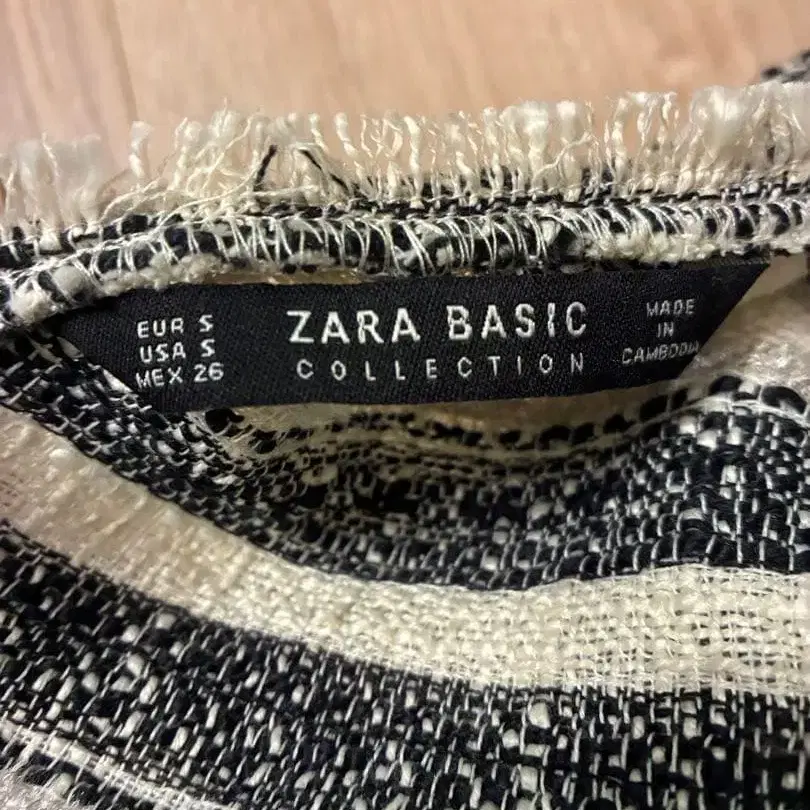 EUR S
USA S
MEX 26
ZARA BASIC
COLLECTION
MADE
IN
CAMBODIA